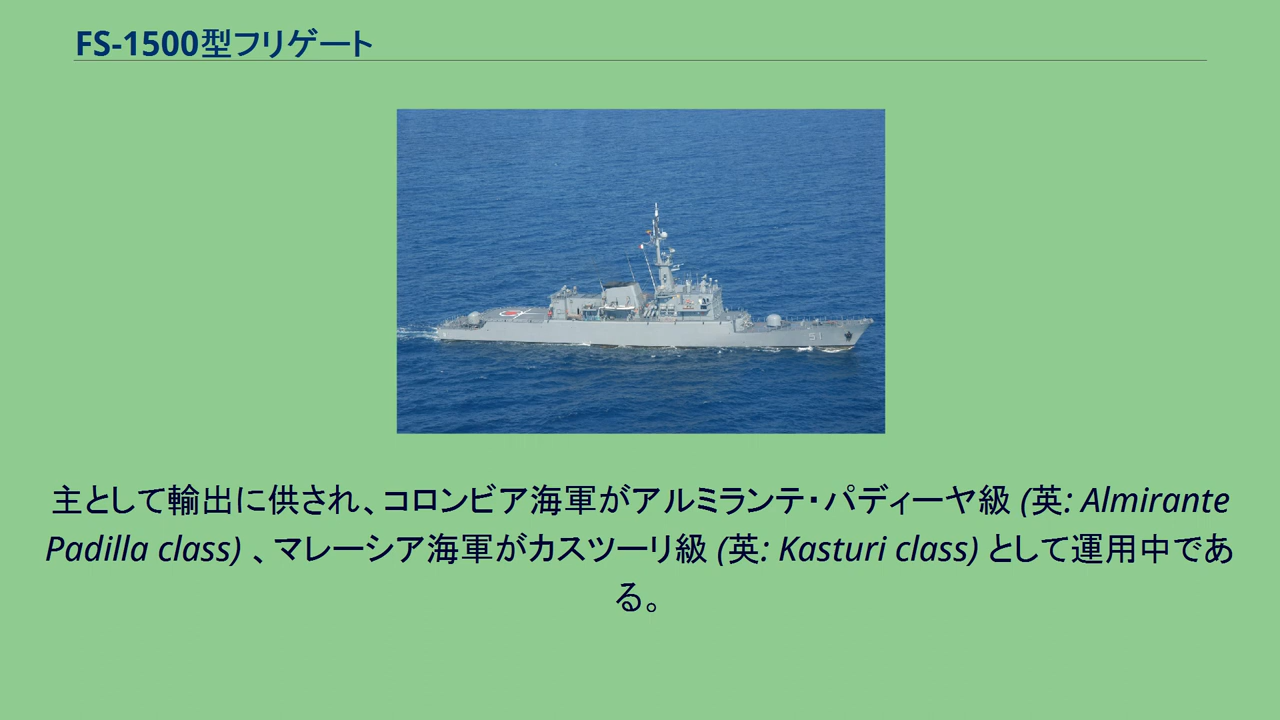 FS-1500型フリゲート
51
主として輸出に供され、コロンビア海軍がアルミランテ・パディーヤ級 (英: Almirante
Padilla class) 、マレーシア海軍がカスツーリ級 (英: Kasturi class) として運用中であ
る。